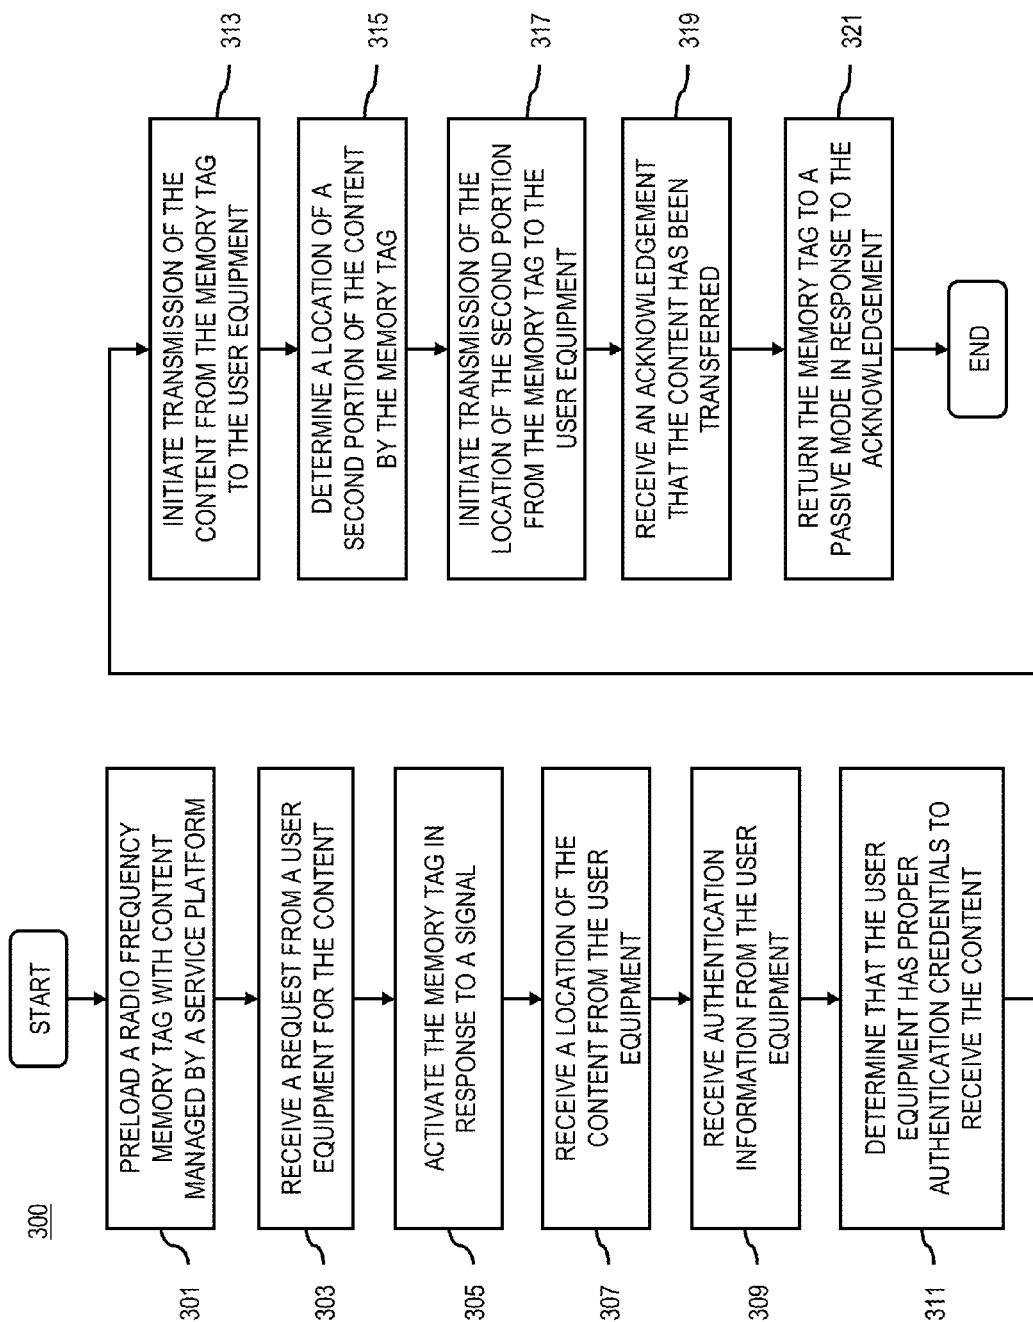 300
START
PRELOAD A RADIO FREQUENCY
MEMORY TAG WITH CONTENT
MANAGED BY A SERVICE PLATFORM
301
RECEIVE A REQUEST FROM A USER
EQUIPMENT FOR THE CONTENT
303
ACTIVATE THE MEMORY TAG IN
RESPONSE TO A SIGNAL
305
RECEIVE A LOCATION OF THE
CONTENT FROM THE USER
EQUIPMENT
307
RECEIVE AUTHENTICATION
INFORMATION FROM THE USER
EQUIPMENT
309
DETERMINE THAT THE USER
EQUIPMENT HAS PROPER
AUTHENTICATION CREDENTIALS TO
RECEIVE THE CONTENT
311
INITIATE TRANSMISSION OF THE
CONTENT FROM THE MEMORY TAG
TO THE USER EQUIPMENT
313
DETERMINE A LOCATION OF A
SECOND PORTION OF THE CONTENT
BY THE MEMORY TAG
315
INITIATE TRANSMISSION OF THE
LOCATION OF THE SECOND PORTION
FROM THE MEMORY TAG TO THE
USER EQUIPMENT
317
RECEIVE AN ACKNOWLEDGEMENT
THAT THE CONTENT HAS BEEN
TRANSFERRED
319
RETURN THE MEMORY TAG TO A
PASSIVE MODE IN RESPONSE TO THE
ACKNOWLEDGEMENT
321
END